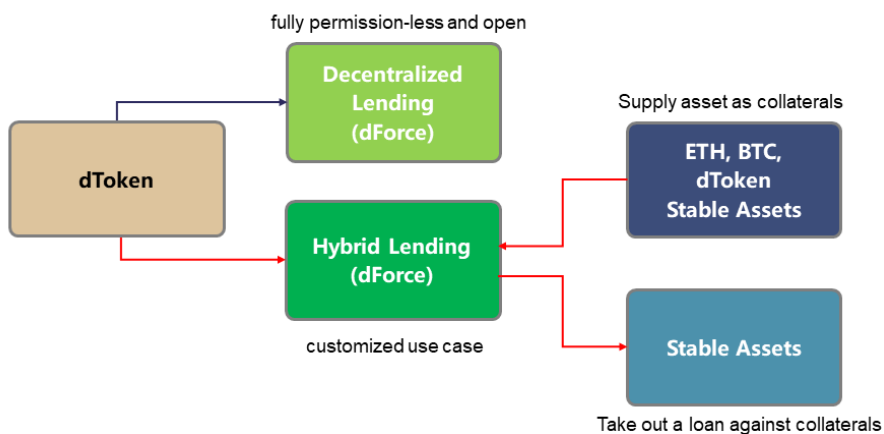 fully permission-less and open
Decentralized
Lending
(dForce)
dToken
Supply asset as collaterals
ETH, BTC,
dToken
Stable Assets
Hybrid Lending
(dForce)
customized use case
Stable Assets
Take out a loan against collaterals